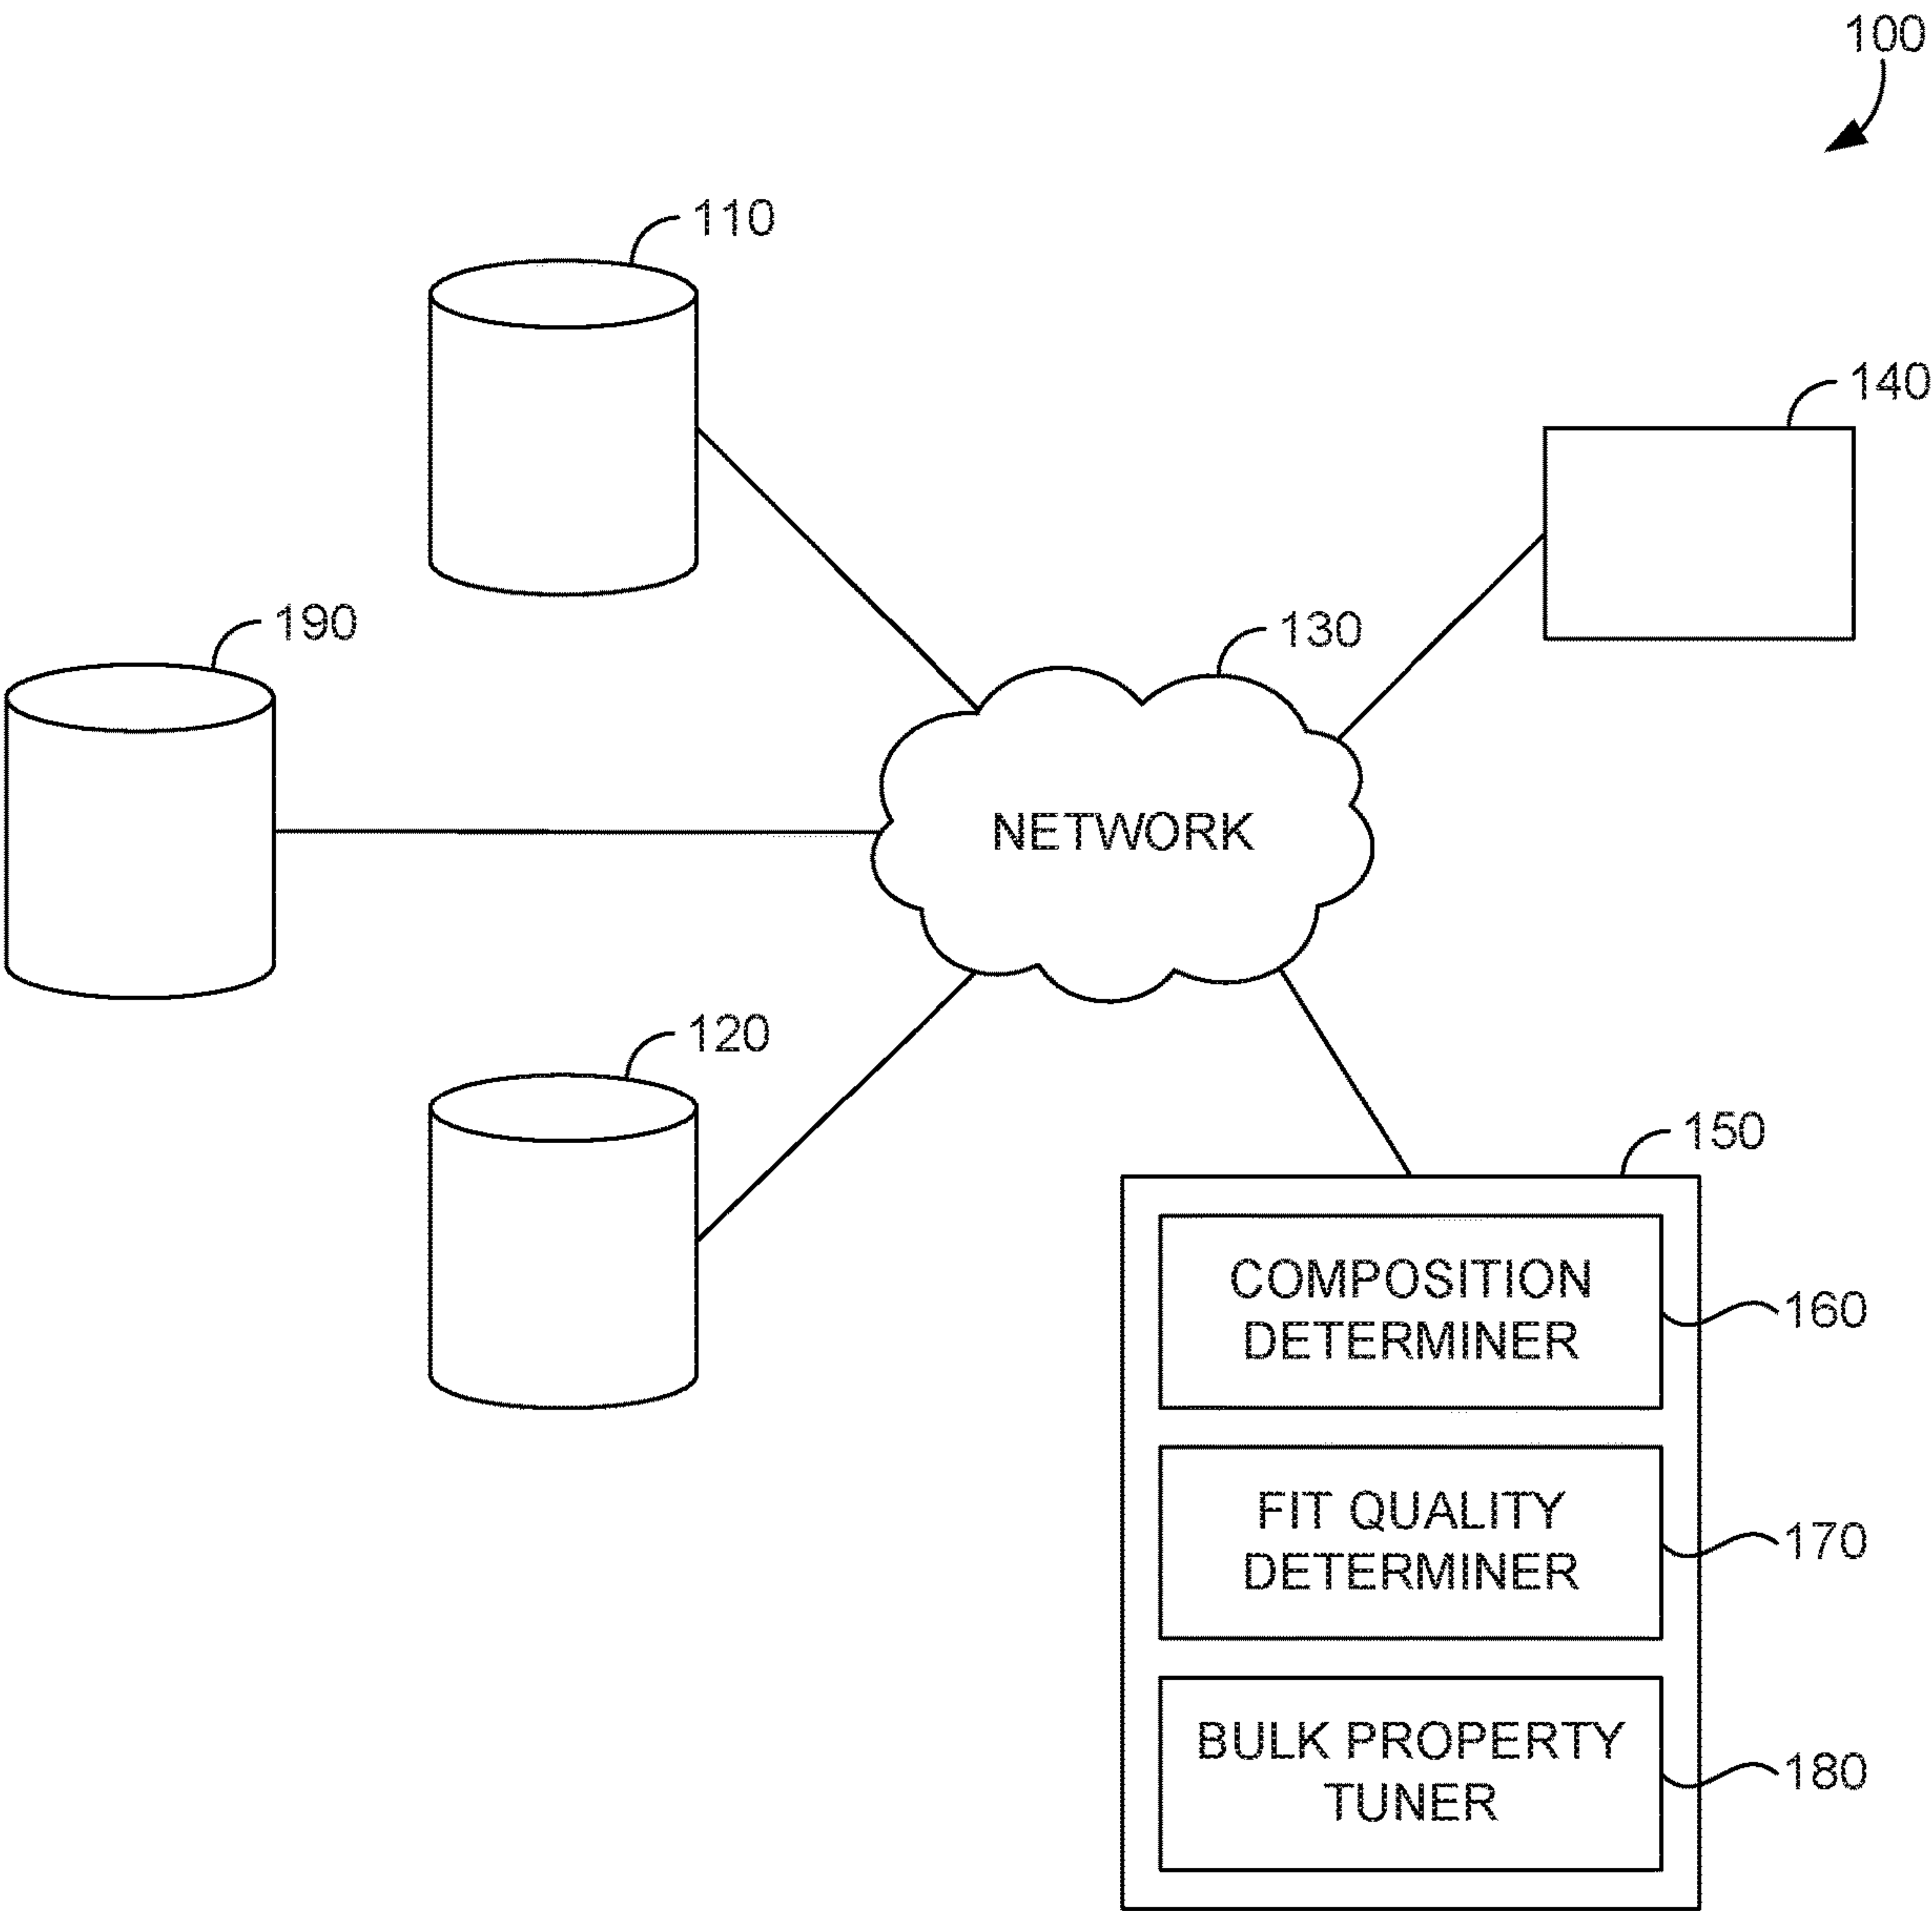 100
110
140
190
130
NETWORK
120
150
COMPOSITION
DETERMINER
160
FIT QUALITY
DETERMINER
170
BULK PROPERTY
TUNER
180